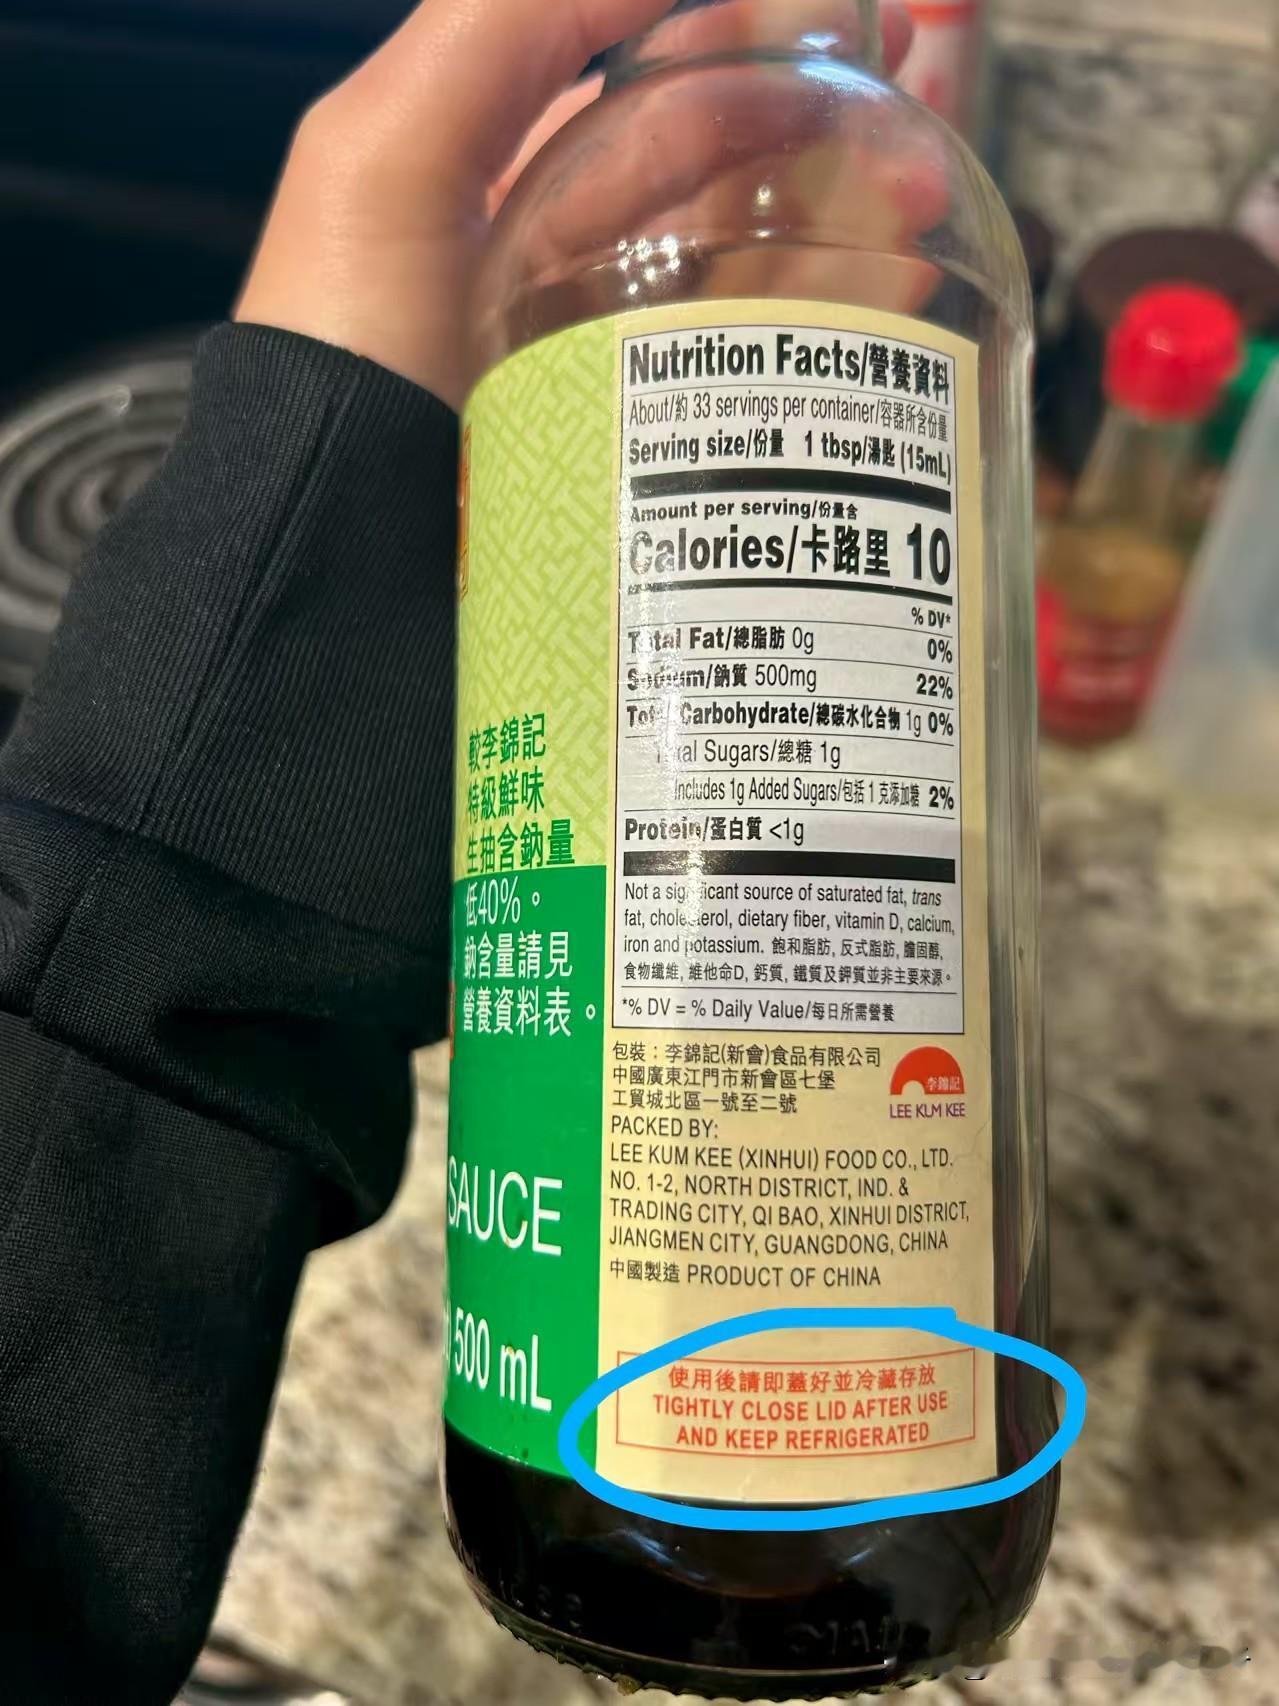 Nutrition Facts/營養資料
About/約 33 servings per container/容器所含份量
Serving size/份量 1 tbsp/湯匙 (15mL)
Amount per serving/份量含
Calories/卡路里 10
% DV*
Total Fat/總脂肪 0g 0%
Sodium/鈉質 500mg 22%
Total Carbohydrate/總碳水化合物 1g 0%
Total Sugars/總糖 1g
Includes 1g Added Sugars/包括 1 克添加糖 2%
Protein/蛋白質 <1g
Not a significant source of saturated fat, trans
fat, cholesterol, dietary fiber, vitamin D, calcium,
iron and potassium. 飽和脂肪, 反式脂肪, 膽固醇,
食物纖維, 維他命D, 鈣質, 鐵質及鉀質並非主要來源。
*% DV = % Daily Value/每日所需營養
較李錦記
特級鮮味
生抽含鈉量
低40%。
鈉含量請見
營養資料表。
SAUCE
500 mL
包裝：李錦記(新會)食品有限公司
中國廣東江門市新會區七堡
工貿城北區一號至二號
李錦記
LEE KUM KEE
PACKED BY:
LEE KUM KEE (XINHUI) FOOD CO., LTD.
NO. 1-2, NORTH DISTRICT, IND. &
TRADING CITY, QI BAO, XINHUI DISTRICT,
JIANGMEN CITY, GUANGDONG, CHINA
中國製造 PRODUCT OF CHINA
使用後請即蓋好並冷藏存放
TIGHTLY CLOSE LID AFTER USE
AND KEEP REFRIGERATED